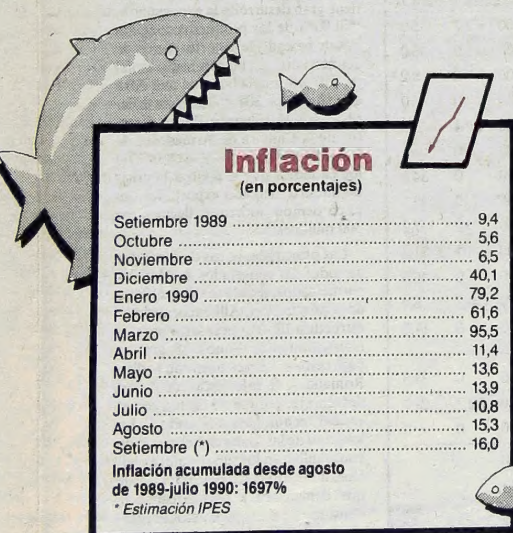 Inflación
(en porcentajes)
Setiembre 1989 ........................................ 9,4
Octubre ........................................ 5,6
Noviembre ........................................ 6,5
Diciembre ........................................ 40,1
Enero 1990 ........................................ 79,2
Febrero ........................................ 61,6
Marzo ........................................ 95,5
Abril ........................................ 11,4
Mayo ........................................ 13,6
Junio ........................................ 13,9
Julio ........................................ 10,8
Agosto ........................................ 15,3
Setiembre (*) ........................................ 16,0
Inflación acumulada desde agosto
de 1989-julio 1990: 1697%
* Estimación IPES